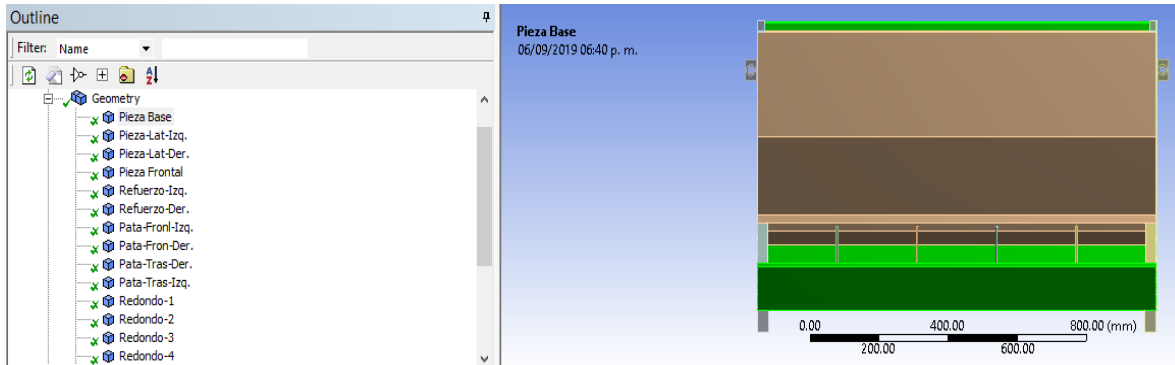 Outline
Filter: Name
Geometry
Pieza Base
Pieza-Lat-Izq.
Pieza-Lat-Der.
Pieza Frontal
Refuerzo-Izq.
Refuerzo-Der.
Pata-Fronl-Izq.
Pata-Fron-Der.
Pata-Tras-Der.
Pata-Tras-Izq.
Redondo-1
Redondo-2
Redondo-3
Redondo-4
Pieza Base
06/09/2019 06:40 p. m.
0.00 400.00 800.00 (mm)
200.00 600.00